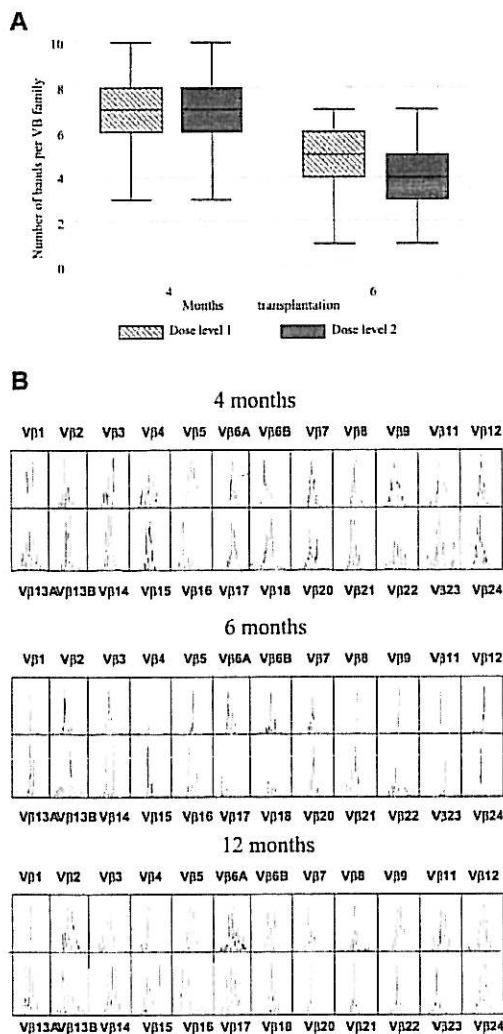 A
Number of bands per VB family
10
8
6
4
2
0
4
6
Months transplantation
Dose level 1
Dose level 2
B
4 months
Vβ1 Vβ2 Vβ3 Vβ4 Vβ5 Vβ6A Vβ6B Vβ7 Vβ8 Vβ9 Vβ11 Vβ12
Vβ13A Vβ13B Vβ14 Vβ15 Vβ16 Vβ17 Vβ18 Vβ20 Vβ21 Vβ22 Vβ23 Vβ24
6 months
Vβ1 Vβ2 Vβ3 Vβ4 Vβ5 Vβ6A Vβ6B Vβ7 Vβ8 Vβ9 Vβ11 Vβ12
Vβ13A Vβ13B Vβ14 Vβ15 Vβ16 Vβ17 Vβ18 Vβ20 Vβ21 Vβ22 Vβ23 Vβ24
12 months
Vβ1 Vβ2 Vβ3 Vβ4 Vβ5 Vβ6A Vβ6B Vβ7 Vβ8 Vβ9 Vβ11 Vβ12
Vβ13A Vβ13B Vβ14 Vβ15 Vβ16 Vβ17 Vβ18 Vβ20 Vβ21 Vβ22 Vβ23 Vβ24